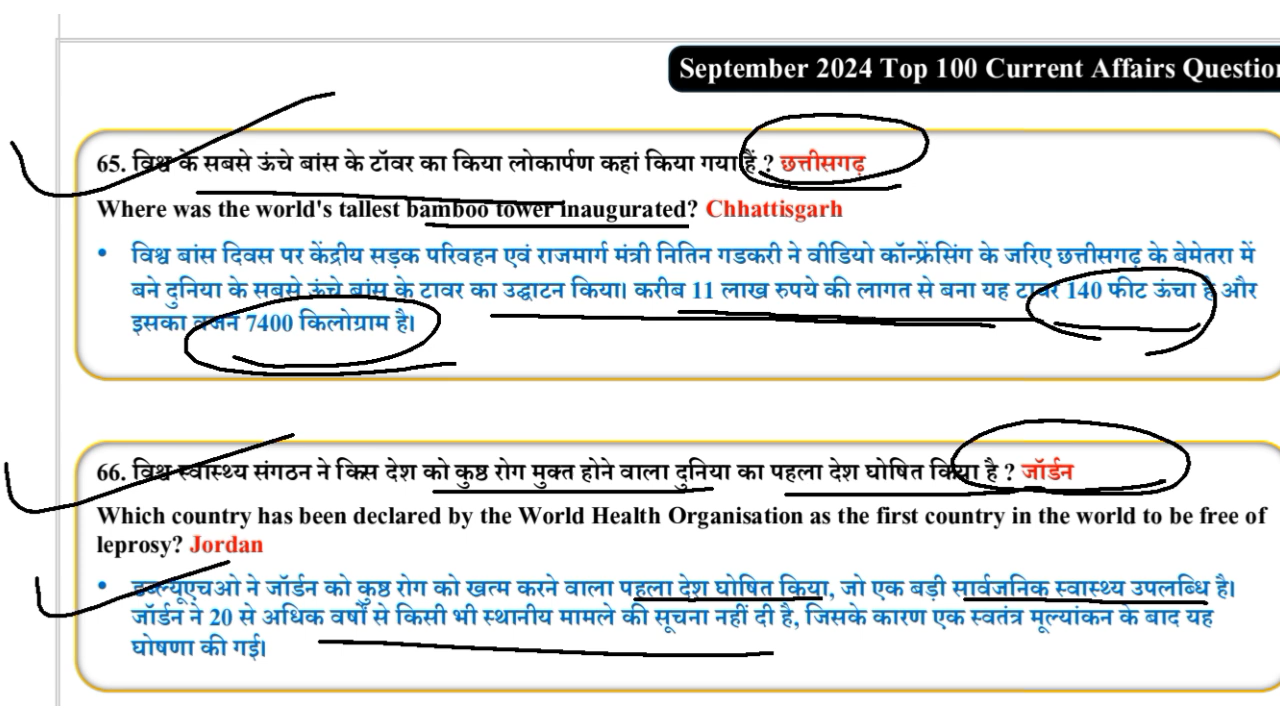 September 2024 Top 100 Current Affairs Question
65. विश्व के सबसे ऊंचे बांस के टॉवर का किया लोकार्पण कहां किया गया हैं ? छत्तीसगढ़
Where was the world's tallest bamboo tower inaugurated? Chhattisgarh
• विश्व बांस दिवस पर केंद्रीय सड़क परिवहन एवं राजमार्ग मंत्री नितिन गडकरी ने वीडियो कॉन्फ्रेंसिंग के जरिए छत्तीसगढ़ के बेमेतरा में
बने दुनिया के सबसे ऊंचे बांस के टावर का उद्घाटन किया। करीब 11 लाख रुपये की लागत से बना यह टावर 140 फीट ऊंचा है और
इसका वजन 7400 किलोग्राम है।
66. विश्व स्वास्थ्य संगठन ने किस देश को कुष्ठ रोग मुक्त होने वाला दुनिया का पहला देश घोषित किया है ? जॉर्डन
Which country has been declared by the World Health Organisation as the first country in the world to be free of
leprosy? Jordan
• डब्ल्यूएचओ ने जॉर्डन को कुष्ठ रोग को खत्म करने वाला पहला देश घोषित किया, जो एक बड़ी सार्वजनिक स्वास्थ्य उपलब्धि है।
जॉर्डन ने 20 से अधिक वर्षों से किसी भी स्थानीय मामले की सूचना नहीं दी है, जिसके कारण एक स्वतंत्र मूल्यांकन के बाद यह
घोषणा की गई।